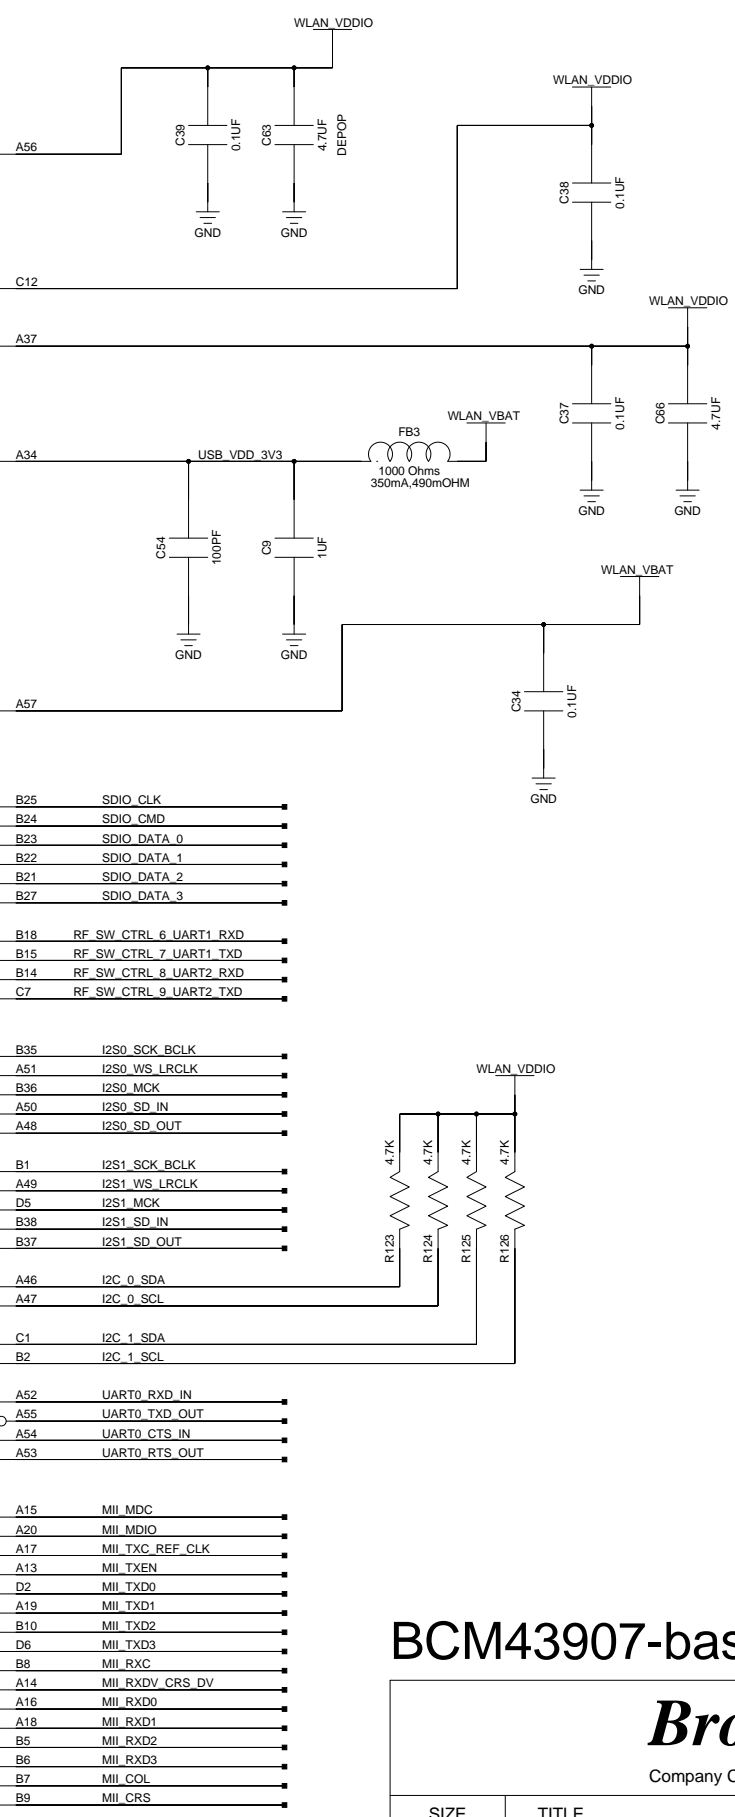 WLAN_VDDIO
A56
C39
0.1UF
C63
4.7UF
DEPOP
GND
GND
WLAN_VDDIO
C38
0.1UF
GND
C12
WLAN_VDDIO
A37
C37
0.1UF
C66
4.7UF
GND
GND
A34
USB_VDD_3V3
FB3
1000 Ohms
350mA,490mOHM
WLAN_VBAT
C54
100PF
C9
1UF
GND
GND
WLAN_VBAT
A57
C34
0.1UF
GND
B25 SDIO_CLK
B24 SDIO_CMD
B23 SDIO_DATA_0
B22 SDIO_DATA_1
B21 SDIO_DATA_2
B27 SDIO_DATA_3
B18 RF_SW_CTRL_6_UART1_RXD
B15 RF_SW_CTRL_7_UART1_TXD
B14 RF_SW_CTRL_8_UART2_RXD
C7 RF_SW_CTRL_9_UART2_TXD
B35 I2S0_SCK_BCLK
A51 I2S0_WS_LRCLK
B36 I2S0_MCK
A50 I2S0_SD_IN
A48 I2S0_SD_OUT
B1 I2S1_SCK_BCLK
A49 I2S1_WS_LRCLK
D5 I2S1_MCK
B38 I2S1_SD_IN
B37 I2S1_SD_OUT
WLAN_VDDIO
4.7K
4.7K
4.7K
4.7K
R123
R124
R125
R126
A46 I2C_0_SDA
A47 I2C_0_SCL
C1 I2C_1_SDA
B2 I2C_1_SCL
A52 UART0_RXD_IN
A55 UART0_TXD_OUT
A54 UART0_CTS_IN
A53 UART0_RTS_OUT
A15 MII_MDC
A20 MII_MDIO
A17 MII_TXC_REF_CLK
A13 MII_TXEN
D2 MII_TXD0
A19 MII_TXD1
B10 MII_TXD2
D6 MII_TXD3
B8 MII_RXC
A14 MII_RXDV_CRS_DV
A16 MII_RXD0
A18 MII_RXD1
B5 MII_RXD2
B6 MII_RXD3
B7 MII_COL
B9 MII_CRS
BCM43907-bas
Bro
Company C
SIZE TITLE